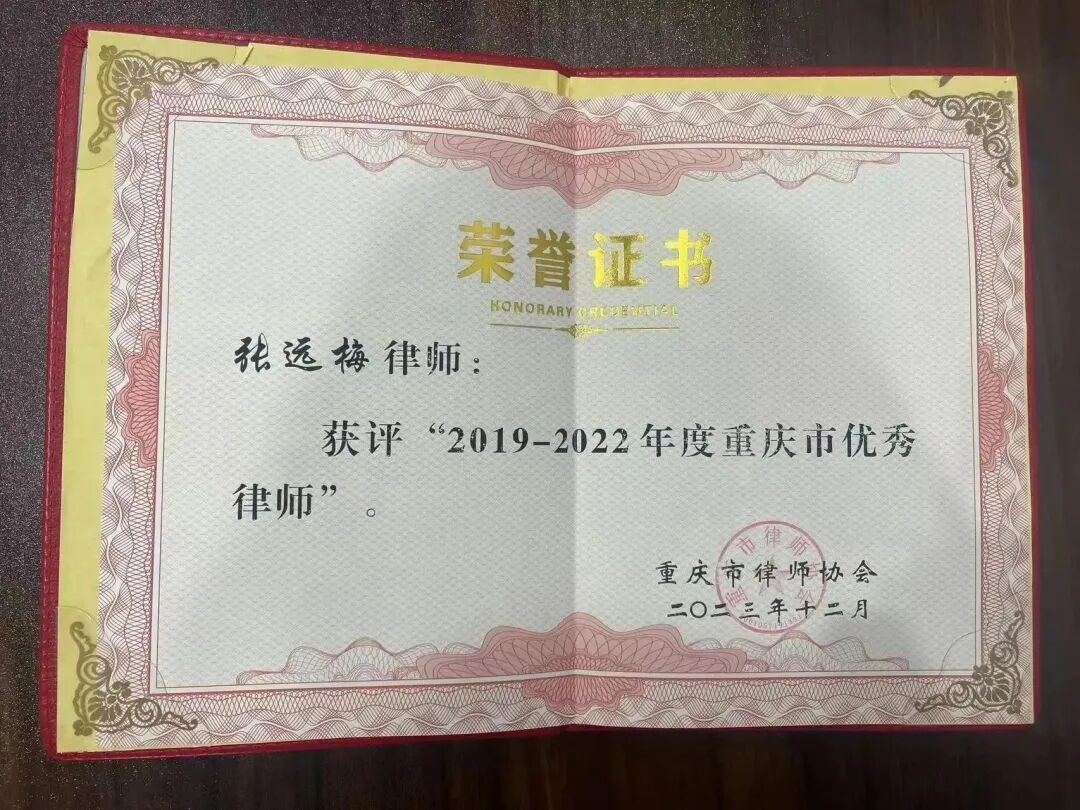 荣誉证书
HONORARY CRUDENTIAL
张远梅律师：
获评“2019-2022年度重庆市优秀
律师”。
重庆市律师协会
二〇二三年十二月